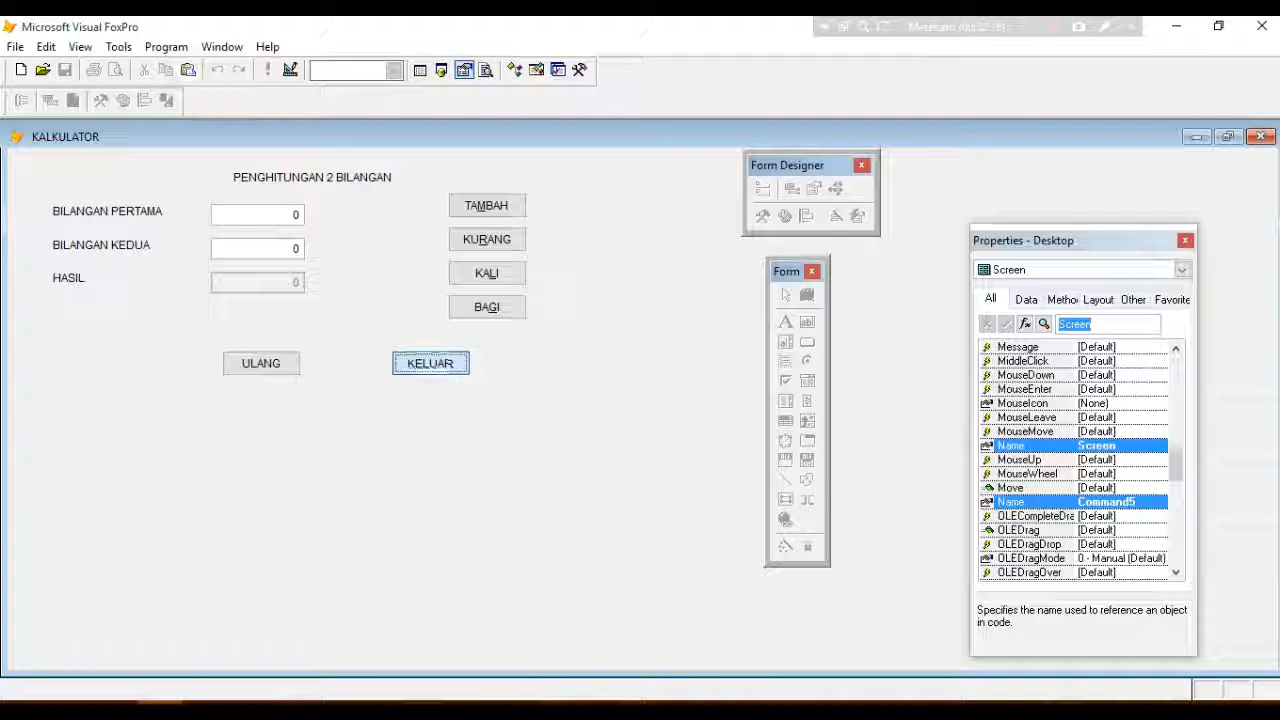 Microsoft Visual FoxPro
File Edit View Tools Program Window Help
KALKULATOR
PENGHITUNGAN 2 BILANGAN
BILANGAN PERTAMA 0
BILANGAN KEDUA 0
HASIL 0
TAMBAH
KURANG
KALI
BAGI
ULANG KELUAR
Form Designer
Form
Properties - Desktop
Screen
All Data Metho Layout Other Favorite
Screen
Message [Default]
MiddleClick [Default]
MouseDown [Default]
MouseEnter [Default]
MouseIcon (None)
MouseLeave [Default]
MouseMove [Default]
Name Screen
MouseUp [Default]
MouseWheel [Default]
Move [Default]
Name Command5
OLECompleteDra [Default]
OLEDrag [Default]
OLEDragDrop [Default]
OLEDragMode 0 - Manual (Default)
OLEDragOver [Default]
Specifies the name used to reference an object
in code.